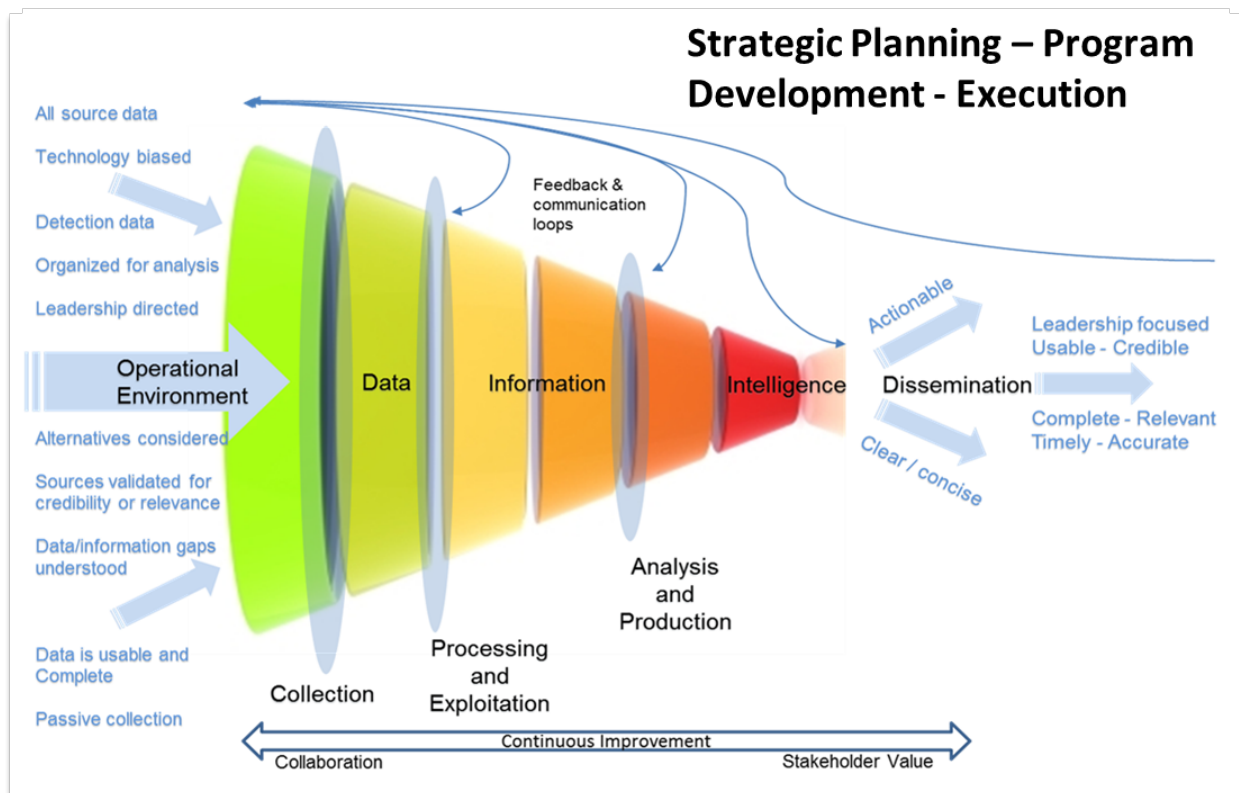 Strategic Planning – Program
Development - Execution
All source data
Technology biased
Detection data
Organized for analysis
Leadership directed
Operational
Environment
Alternatives considered
Sources validated for
credibility or relevance
Data/information gaps
understood
Data is usable and
Complete
Passive collection
Feedback &
communication
loops
Data
Information
Intelligence
Dissemination
Actionable
Clear / concise
Leadership focused
Usable - Credible
Complete - Relevant
Timely - Accurate
Collection
Processing
and
Exploitation
Analysis
and
Production
Continuous Improvement
Collaboration
Stakeholder Value